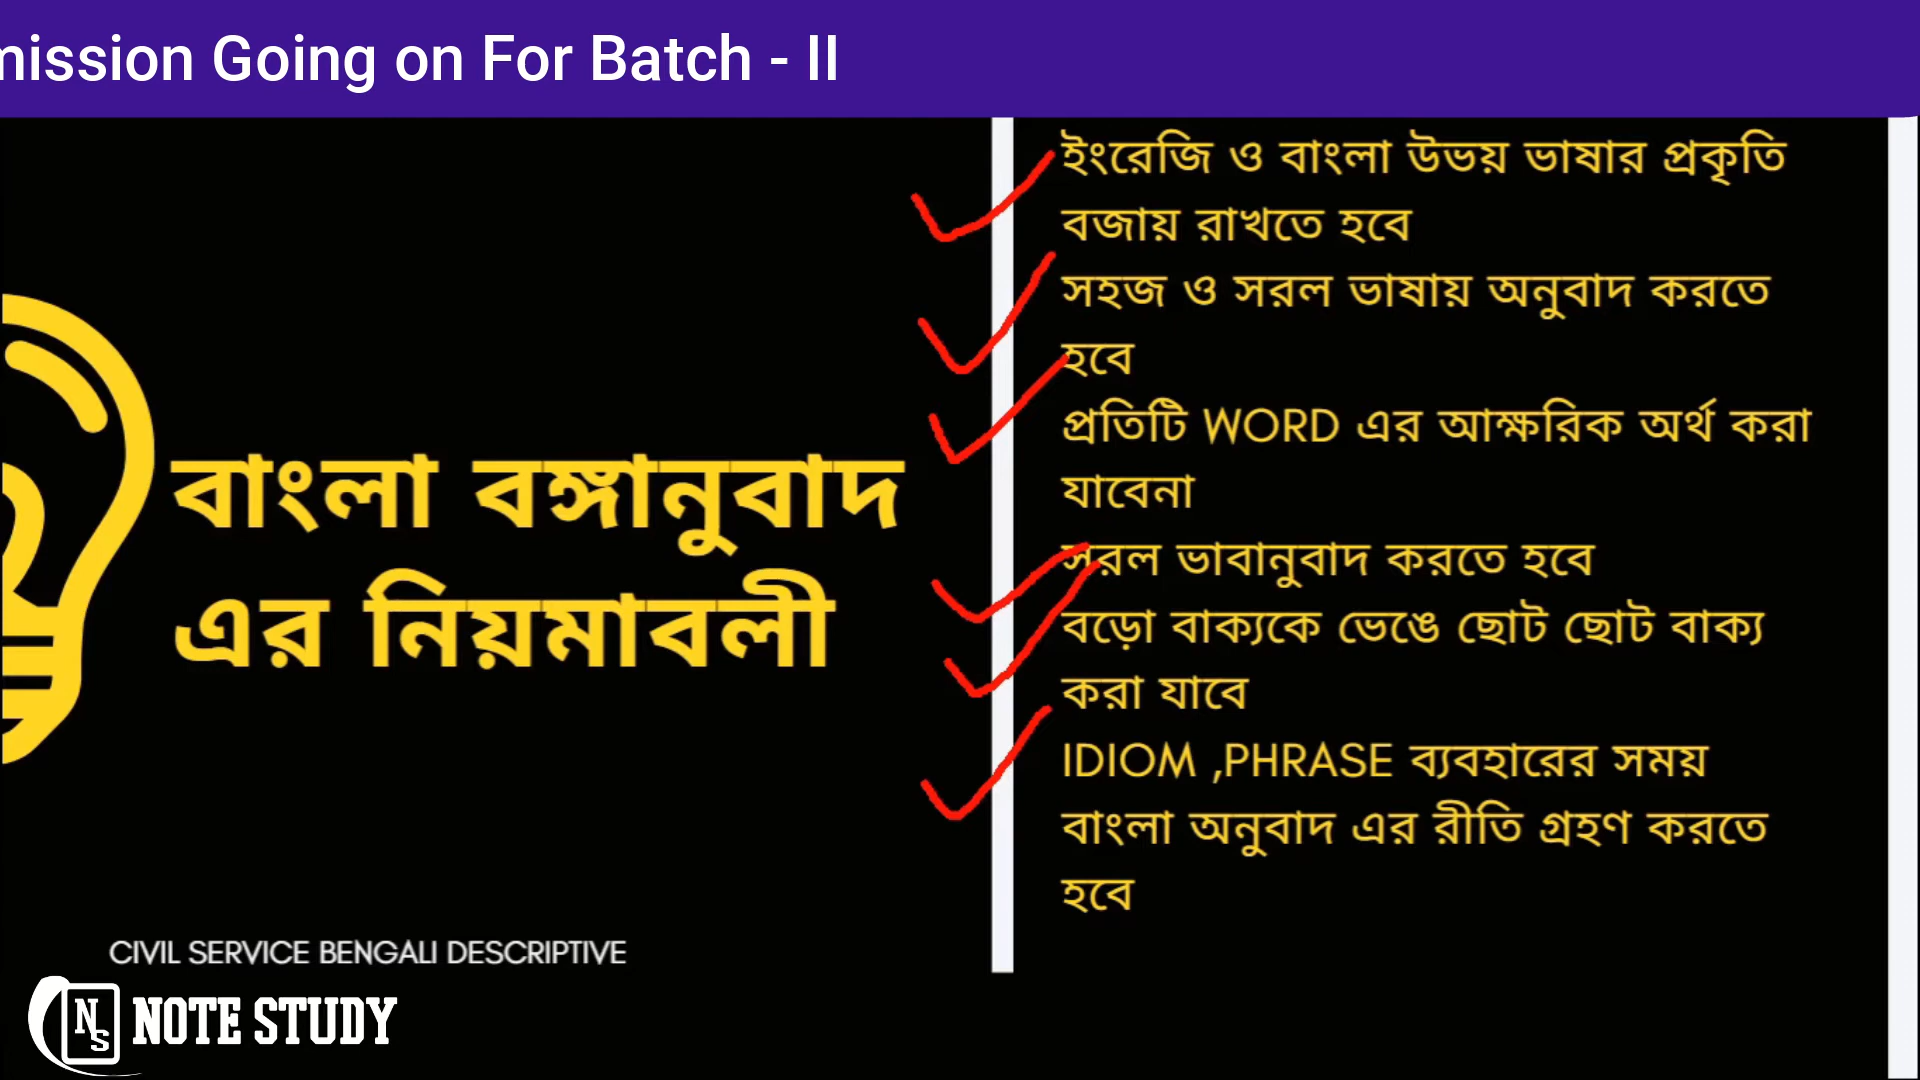 mission Going on For Batch - II
ইংরেজি ও বাংলা উভয় ভাষার প্রকৃতি
বজায় রাখতে হবে
সহজ ও সরল ভাষায় অনুবাদ করতে
হবে
প্রতিটি WORD এর আক্ষরিক অর্থ করা
যাবেনা
সরল ভাবানুবাদ করতে হবে
বড়ো বাক্যকে ভেঙে ছোট ছোট বাক্য
করা যাবে
IDIOM ,PHRASE ব্যবহারের সময়
বাংলা অনুবাদ এর রীতি গ্রহণ করতে
হবে
বাংলা বঙ্গানুবাদ
এর নিয়মাবলী
CIVIL SERVICE BENGALI DESCRIPTIVE
NS NOTE STUDY